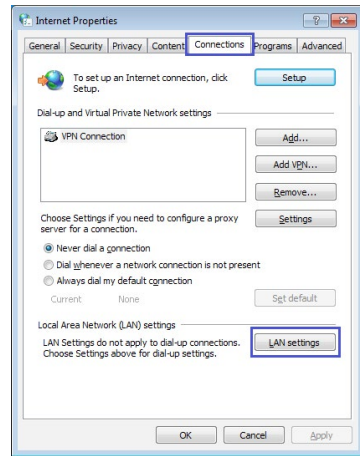 Internet Properties
General Security Privacy Content Connections Programs Advanced
To set up an Internet connection, click
Setup.
Setup
Dial-up and Virtual Private Network settings
VPN Connection
Add...
Add VPN...
Remove...
Choose Settings if you need to configure a proxy
server for a connection.
Settings
Never dial a connection
Dial whenever a network connection is not present
Always dial my default connection
Current None
Set default
Local Area Network (LAN) settings
LAN Settings do not apply to dial-up connections.
Choose Settings above for dial-up settings.
LAN settings
OK Cancel Apply